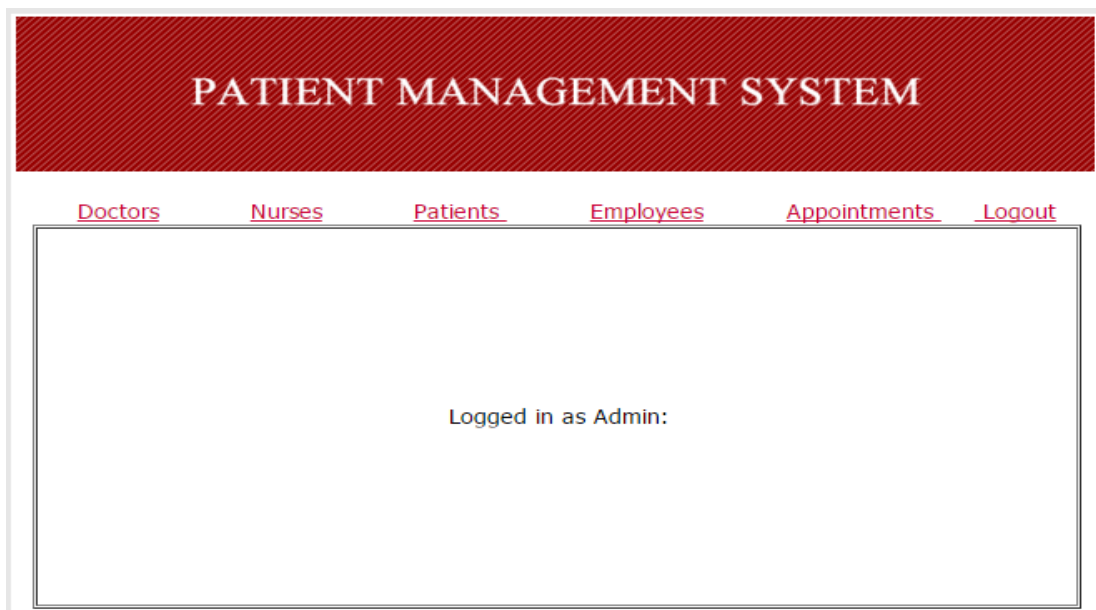 PATIENT MANAGEMENT SYSTEM
Doctors Nurses Patients Employees Appointments Logout
Logged in as Admin: